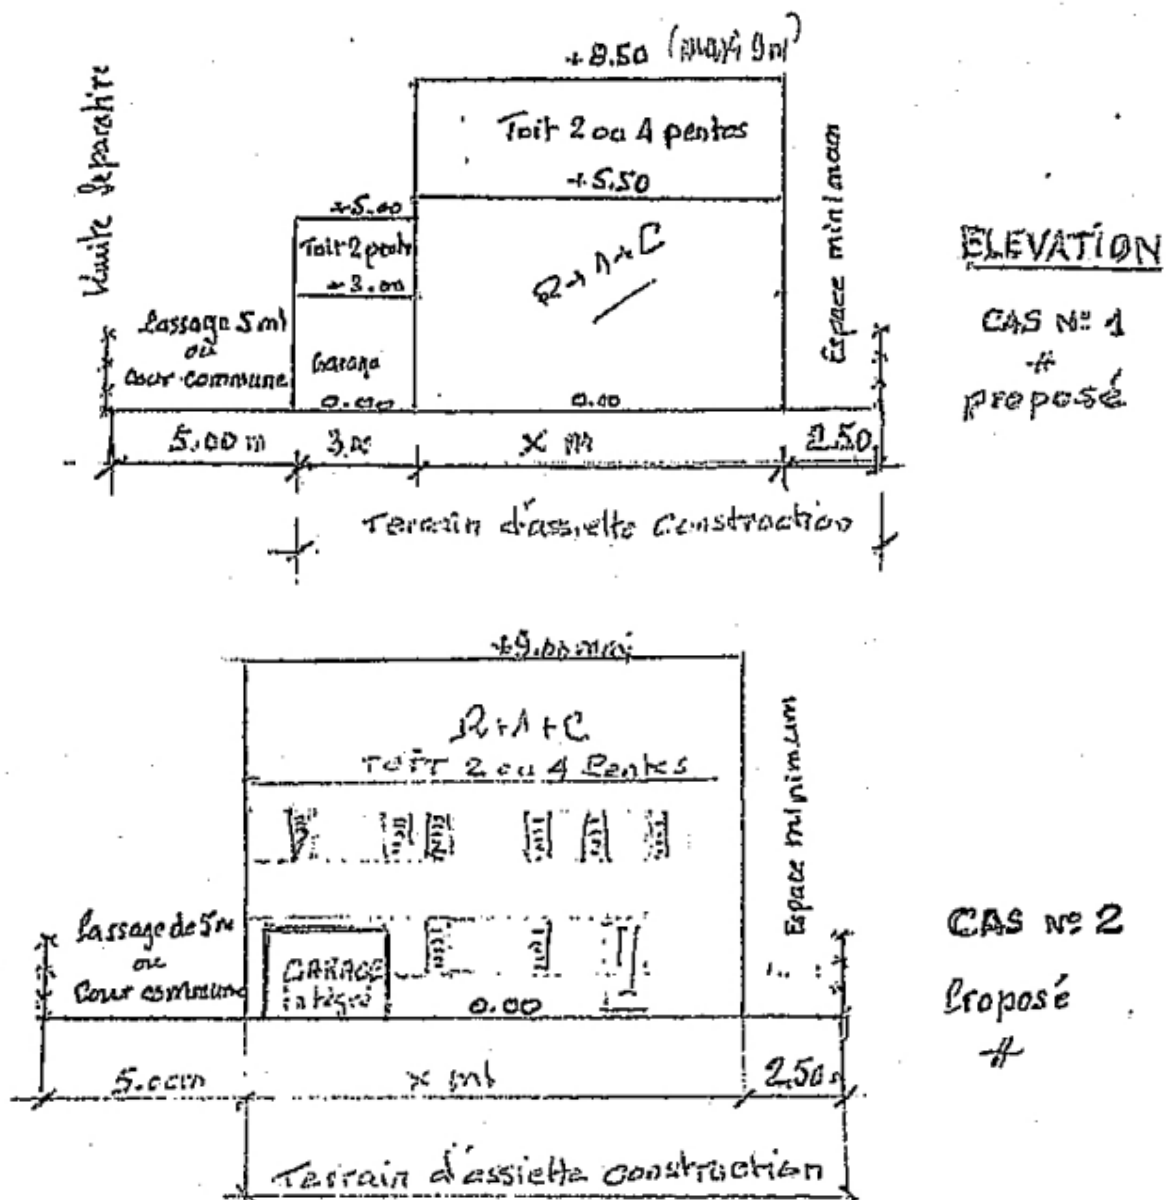 +8.50 (maxi 9m)
Toit 2 ou 4 pentes
+5.50
+5.00
Toit 2 pente
+3.00
R+1+C
Limite séparative
Espace minimum
ELEVATION
CAS N° 1
proposé
Passage 5 ml
ou
Cour commune
Garage
0.00
0.00
5.00 m
3 m
x m
2.50
Terrain d'assiette construction
+9.00 maxi
R+1+C
TOIT 2 ou 4 Pentes
Espace minimum
Passage de 5m
ou
Cour commune
GARAGE
intégré
0.00
CAS N° 2
Proposé
5.00m
x ml
2.50
Terrain d'assiette construction